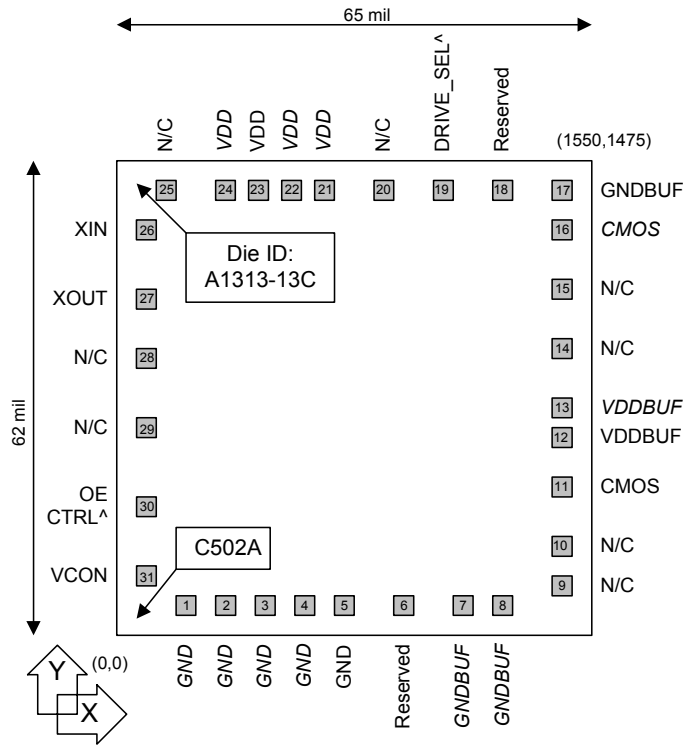 65 mil
N/C
VDD
VDD
VDD
VDD
N/C
DRIVE_SEL^
Reserved
(1550,1475)
25
24
23
22
21
20
19
18
17
GNDBUF
XIN
26
16
CMOS
Die ID:
A1313-13C
XOUT
27
15
N/C
N/C
28
14
N/C
62 mil
13
VDDBUF
N/C
29
12
VDDBUF
11
CMOS
OE
CTRL^
30
C502A
10
N/C
VCON
31
9
N/C
1
2
3
4
5
6
7
8
(0,0)
Y
X
GND
GND
GND
GND
GND
Reserved
GNDBUF
GNDBUF